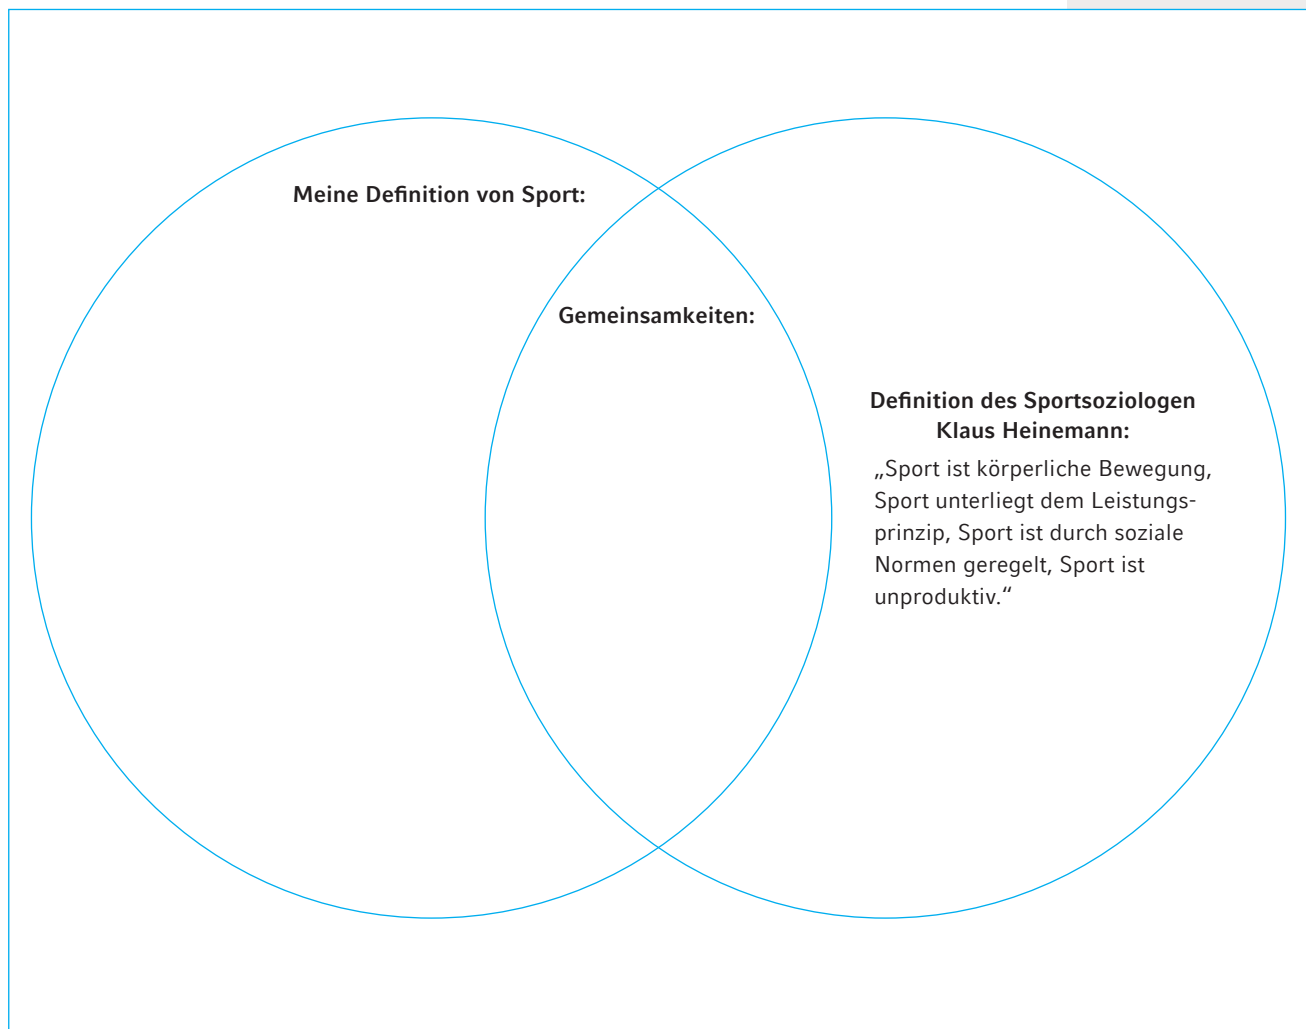 Meine Definition von Sport:
Gemeinsamkeiten:
Definition des Sportsoziologen
Klaus Heinemann:
„Sport ist körperliche Bewegung,
Sport unterliegt dem Leistungs-
prinzip, Sport ist durch soziale
Normen geregelt, Sport ist
unproduktiv.“